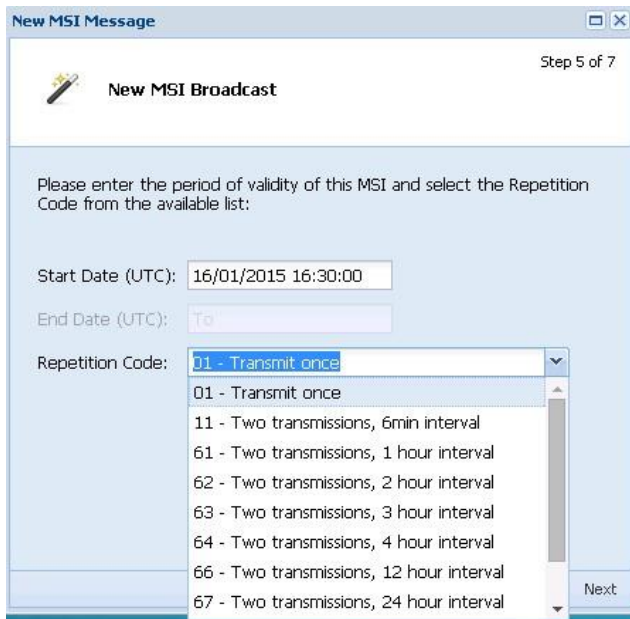 New MSI Message
Step 5 of 7
New MSI Broadcast
Please enter the period of validity of this MSI and select the Repetition
Code from the available list:
Start Date (UTC): 16/01/2015 16:30:00
End Date (UTC): To
Repetition Code: 01 - Transmit once
01 - Transmit once
11 - Two transmissions, 6min interval
61 - Two transmissions, 1 hour interval
62 - Two transmissions, 2 hour interval
63 - Two transmissions, 3 hour interval
64 - Two transmissions, 4 hour interval
66 - Two transmissions, 12 hour interval
67 - Two transmissions, 24 hour interval
Next